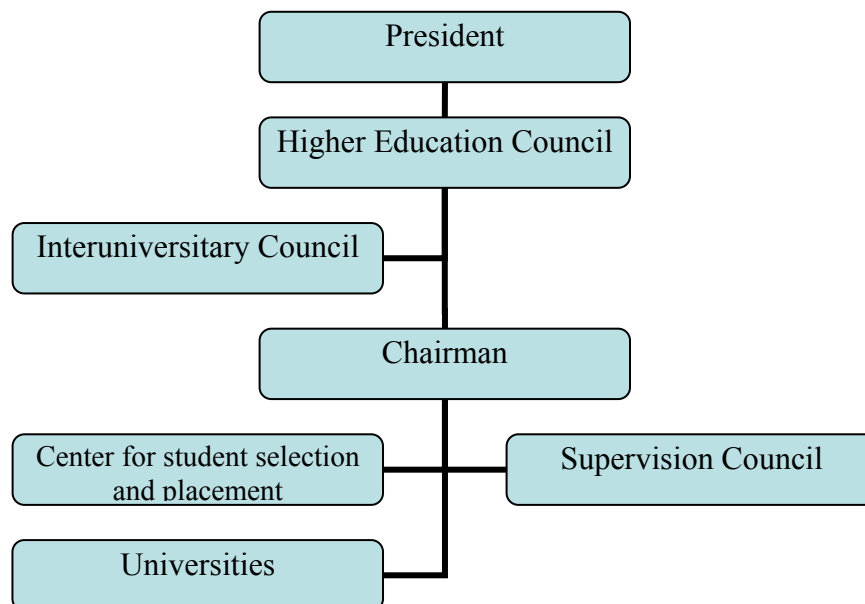 President
Higher Education Council
Interuniversitary Council
Chairman
Center for student selection
and placement
Supervision Council
Universities